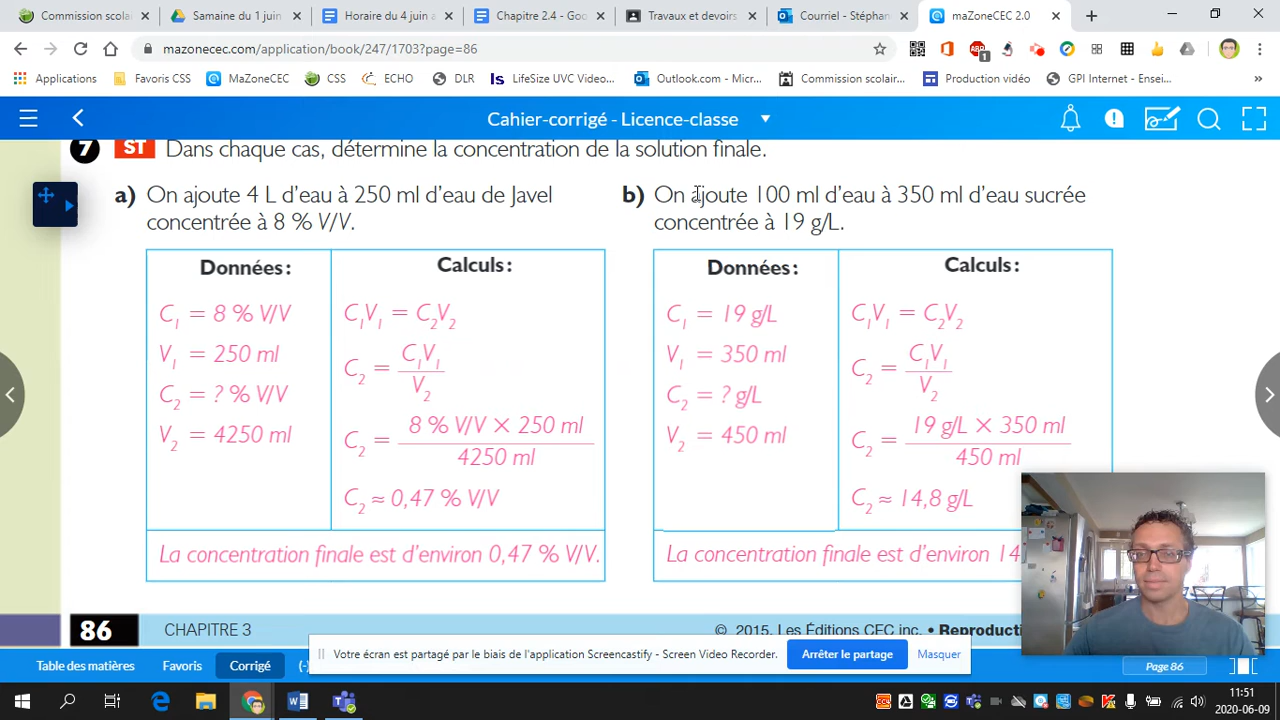 Commission scola
Samaine du 1 juin
Horaire du 4 juin a
Chapitre 2.4 - Goo
Travaux et devoirs
Courriel - Stéphan
maZoneCEC 2.0
mazonecec.com/application/book/247/1703?page=86
Applications
Favoris CSS
MaZoneCEC
CSS
ECHO
DLR
LifeSize UVC Video...
Outlook.com - Micr...
Commission scolair...
Production vidéo
GPI Internet - Ensei...
Cahier-corrigé - Licence-classe
7 ST Dans chaque cas, détermine la concentration de la solution finale.
a) On ajoute 4 L d'eau à 250 ml d'eau de Javel
concentrée à 8 % V/V.
Données :
C1 = 8 % V/V
V1 = 250 ml
C2 = ? % V/V
V2 = 4250 ml
Calculs :
C1V1 = C2V2
C2 = C1V1
V2
C2 = 8 % V/V × 250 ml
4250 ml
C2 ≈ 0,47 % V/V
La concentration finale est d'environ 0,47 % V/V.
b) On ajoute 100 ml d'eau à 350 ml d'eau sucrée
concentrée à 19 g/L.
Données :
C1 = 19 g/L
V1 = 350 ml
C2 = ? g/L
V2 = 450 ml
Calculs :
C1V1 = C2V2
C2 = C1V1
V2
C2 = 19 g/L × 350 ml
450 ml
C2 ≈ 14,8 g/L
La concentration finale est d'environ 14
86 CHAPITRE 3
© 2015, Les Éditions CEC inc. • Reproducti
Votre écran est partagé par le biais de l'application Screencastify - Screen Video Recorder.
Arrêter le partage
Masquer
Table des matières
Favoris
Corrigé
Page 86
11:51
2020-06-09